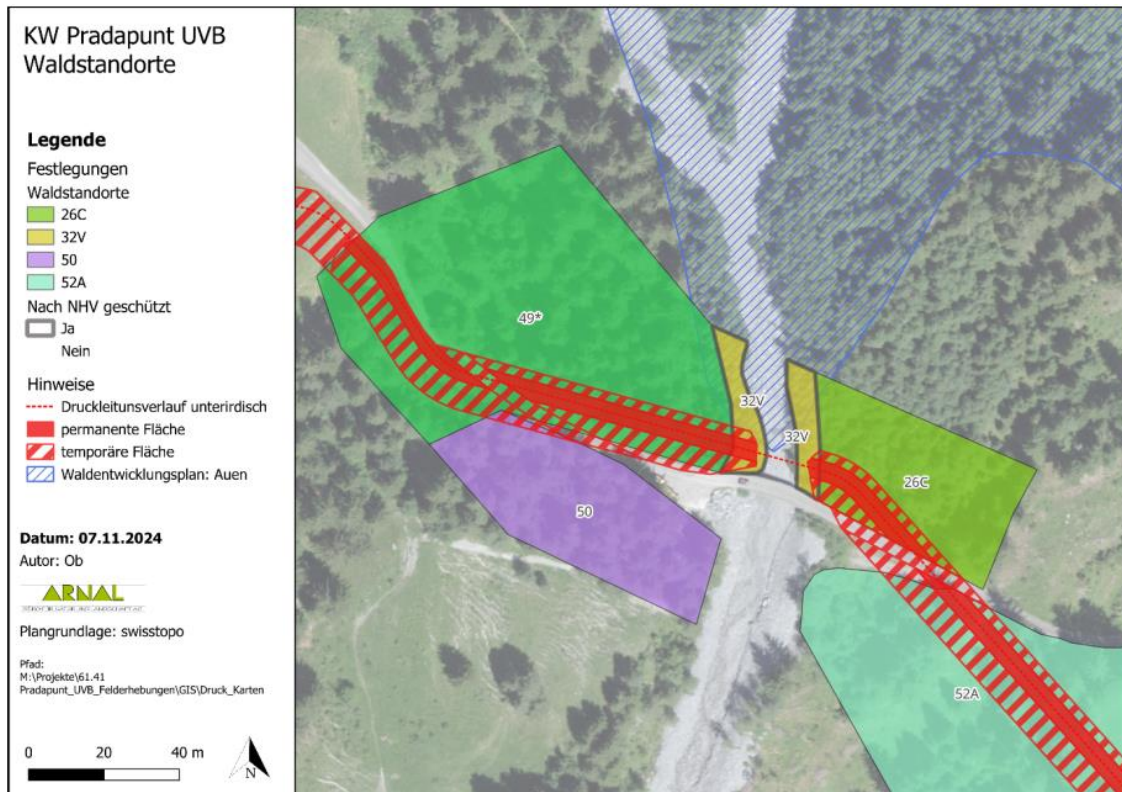 KW Pradapunt UVB
Waldstandorte
Legende
Festlegungen
Waldstandorte
26C
32V
50
52A
Nach NHV geschützt
Ja
Nein
Hinweise
Druckleitunsverlauf unterirdisch
permanente Fläche
temporäre Fläche
Waldentwicklungsplan: Auen
Datum: 07.11.2024
Autor: Ob
ARNAL
Plangrundlage: swisstopo
Pfad:
M:\Projekte\61.41
Pradapunt_UVB_Felderhebungen\GIS\Druck_Karten
0 20 40 m
N
49*
32V
32V
26C
50
52A